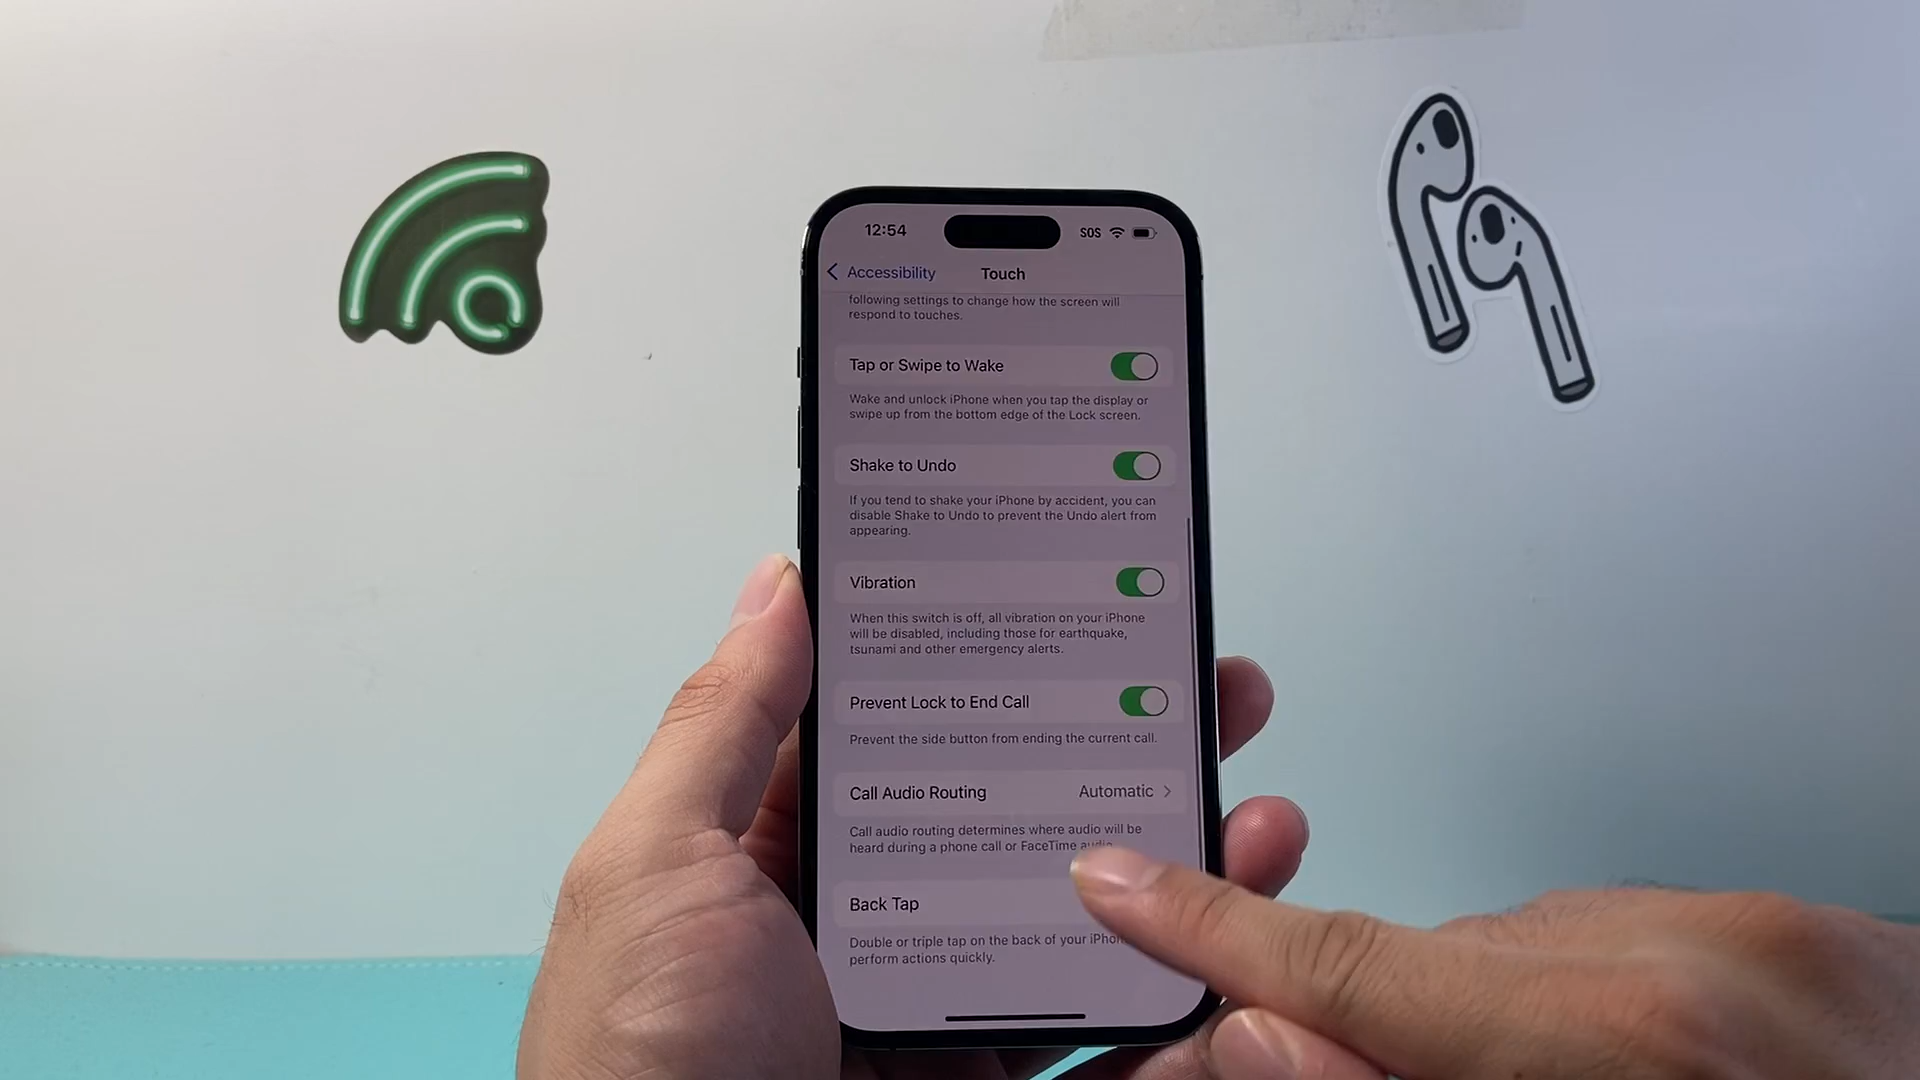 12:54
SOS
Accessibility
Touch
following settings to change how the screen will
respond to touches.
Tap or Swipe to Wake
Wake and unlock iPhone when you tap the display or
swipe up from the bottom edge of the Lock screen.
Shake to Undo
If you tend to shake your iPhone by accident, you can
disable Shake to Undo to prevent the Undo alert from
appearing.
Vibration
When this switch is off, all vibration on your iPhone
will be disabled, including those for earthquake,
tsunami and other emergency alerts.
Prevent Lock to End Call
Prevent the side button from ending the current call.
Call Audio Routing
Automatic
Call audio routing determines where audio will be
heard during a phone call or FaceTime audio.
Back Tap
Double or triple tap on the back of your iPhone
perform actions quickly.